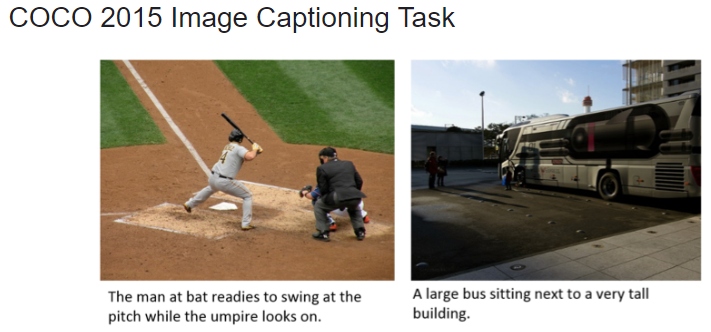 COCO 2015 Image Captioning Task
The man at bat readies to swing at the
pitch while the umpire looks on.
A large bus sitting next to a very tall
building.